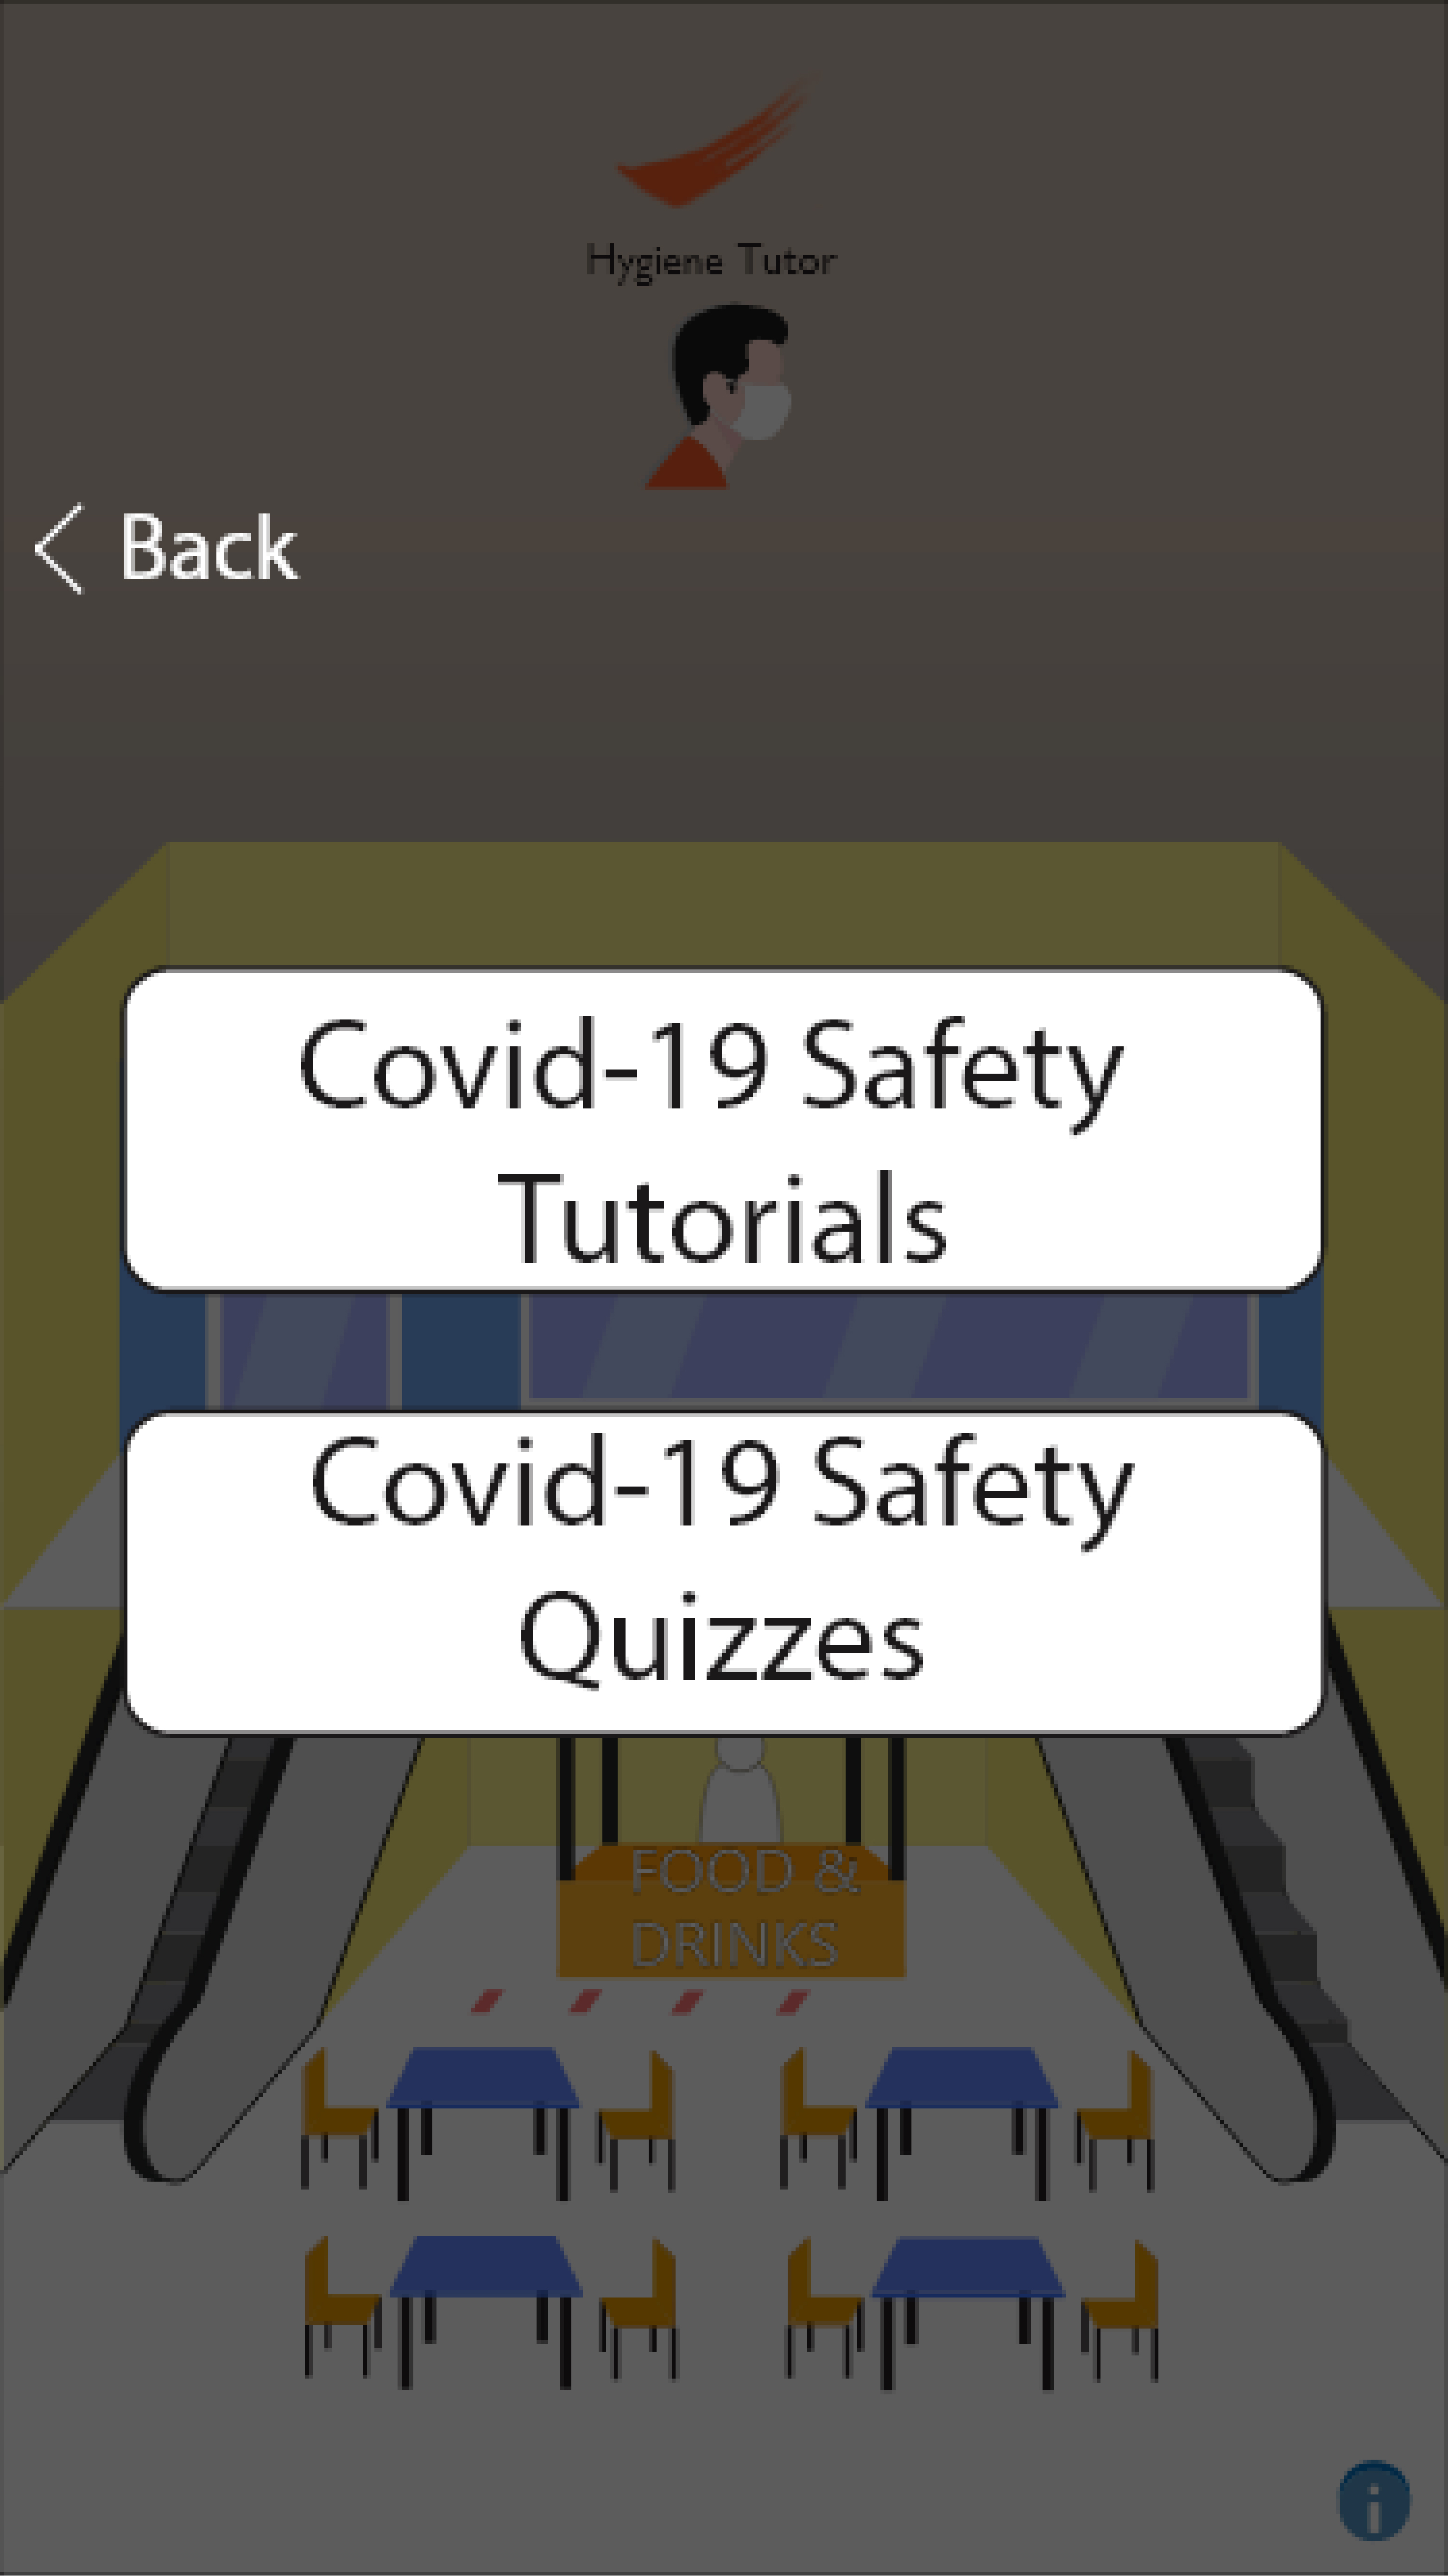 Hygiene Tutor
Back
Covid-19 Safety
Tutorials
Covid-19 Safety
Quizzes
FOOD &
DRINKS
i